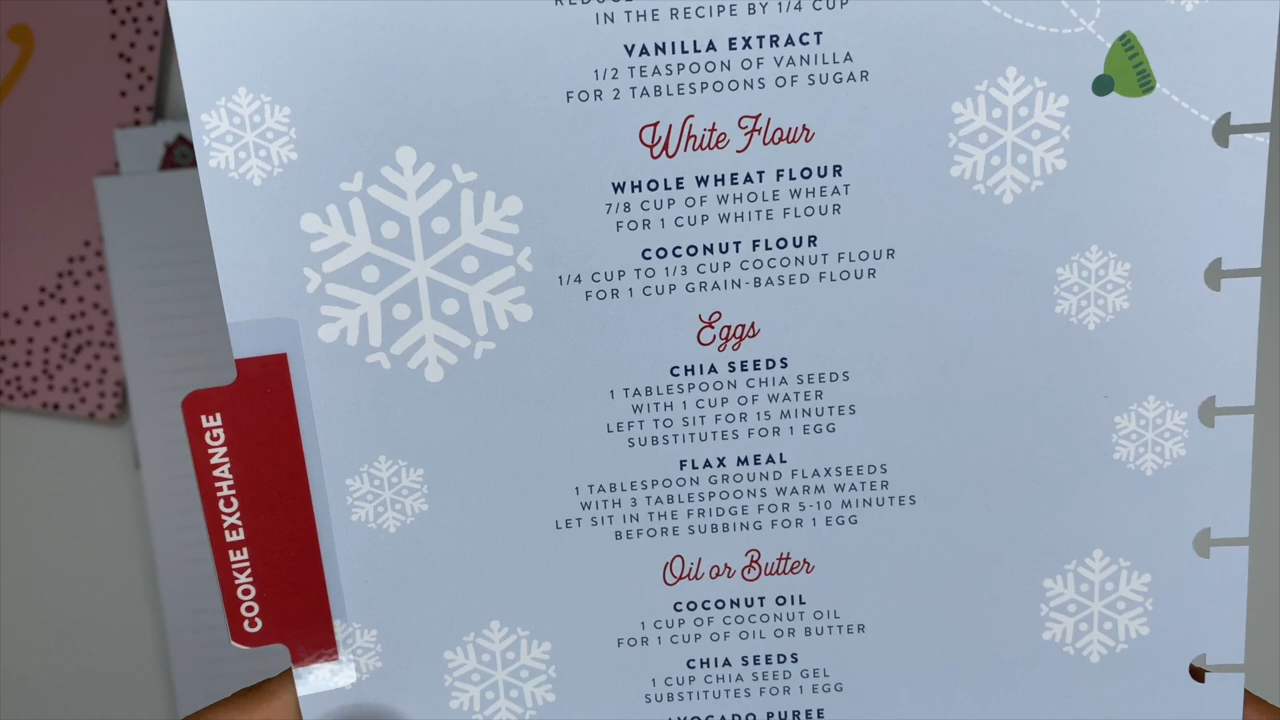 IN THE RECIPE BY 1/4 CUP
VANILLA EXTRACT
1/2 TEASPOON OF VANILLA
FOR 2 TABLESPOONS OF SUGAR
White Flour
WHOLE WHEAT FLOUR
7/8 CUP OF WHOLE WHEAT
FOR 1 CUP WHITE FLOUR
COCONUT FLOUR
1/4 CUP TO 1/3 CUP COCONUT FLOUR
FOR 1 CUP GRAIN-BASED FLOUR
Eggs
CHIA SEEDS
1 TABLESPOON CHIA SEEDS
WITH 1 CUP OF WATER
LEFT TO SIT FOR 15 MINUTES
SUBSTITUTES FOR 1 EGG
FLAX MEAL
1 TABLESPOON GROUND FLAXSEEDS
WITH 3 TABLESPOONS WARM WATER
LET SIT IN THE FRIDGE FOR 5-10 MINUTES
BEFORE SUBBING FOR 1 EGG
Oil or Butter
COCONUT OIL
1 CUP OF COCONUT OIL
FOR 1 CUP OF OIL OR BUTTER
CHIA SEEDS
1 CUP CHIA SEED GEL
SUBSTITUTES FOR 1 EGG
AVOCADO PUREE
COOKIE EXCHANGE